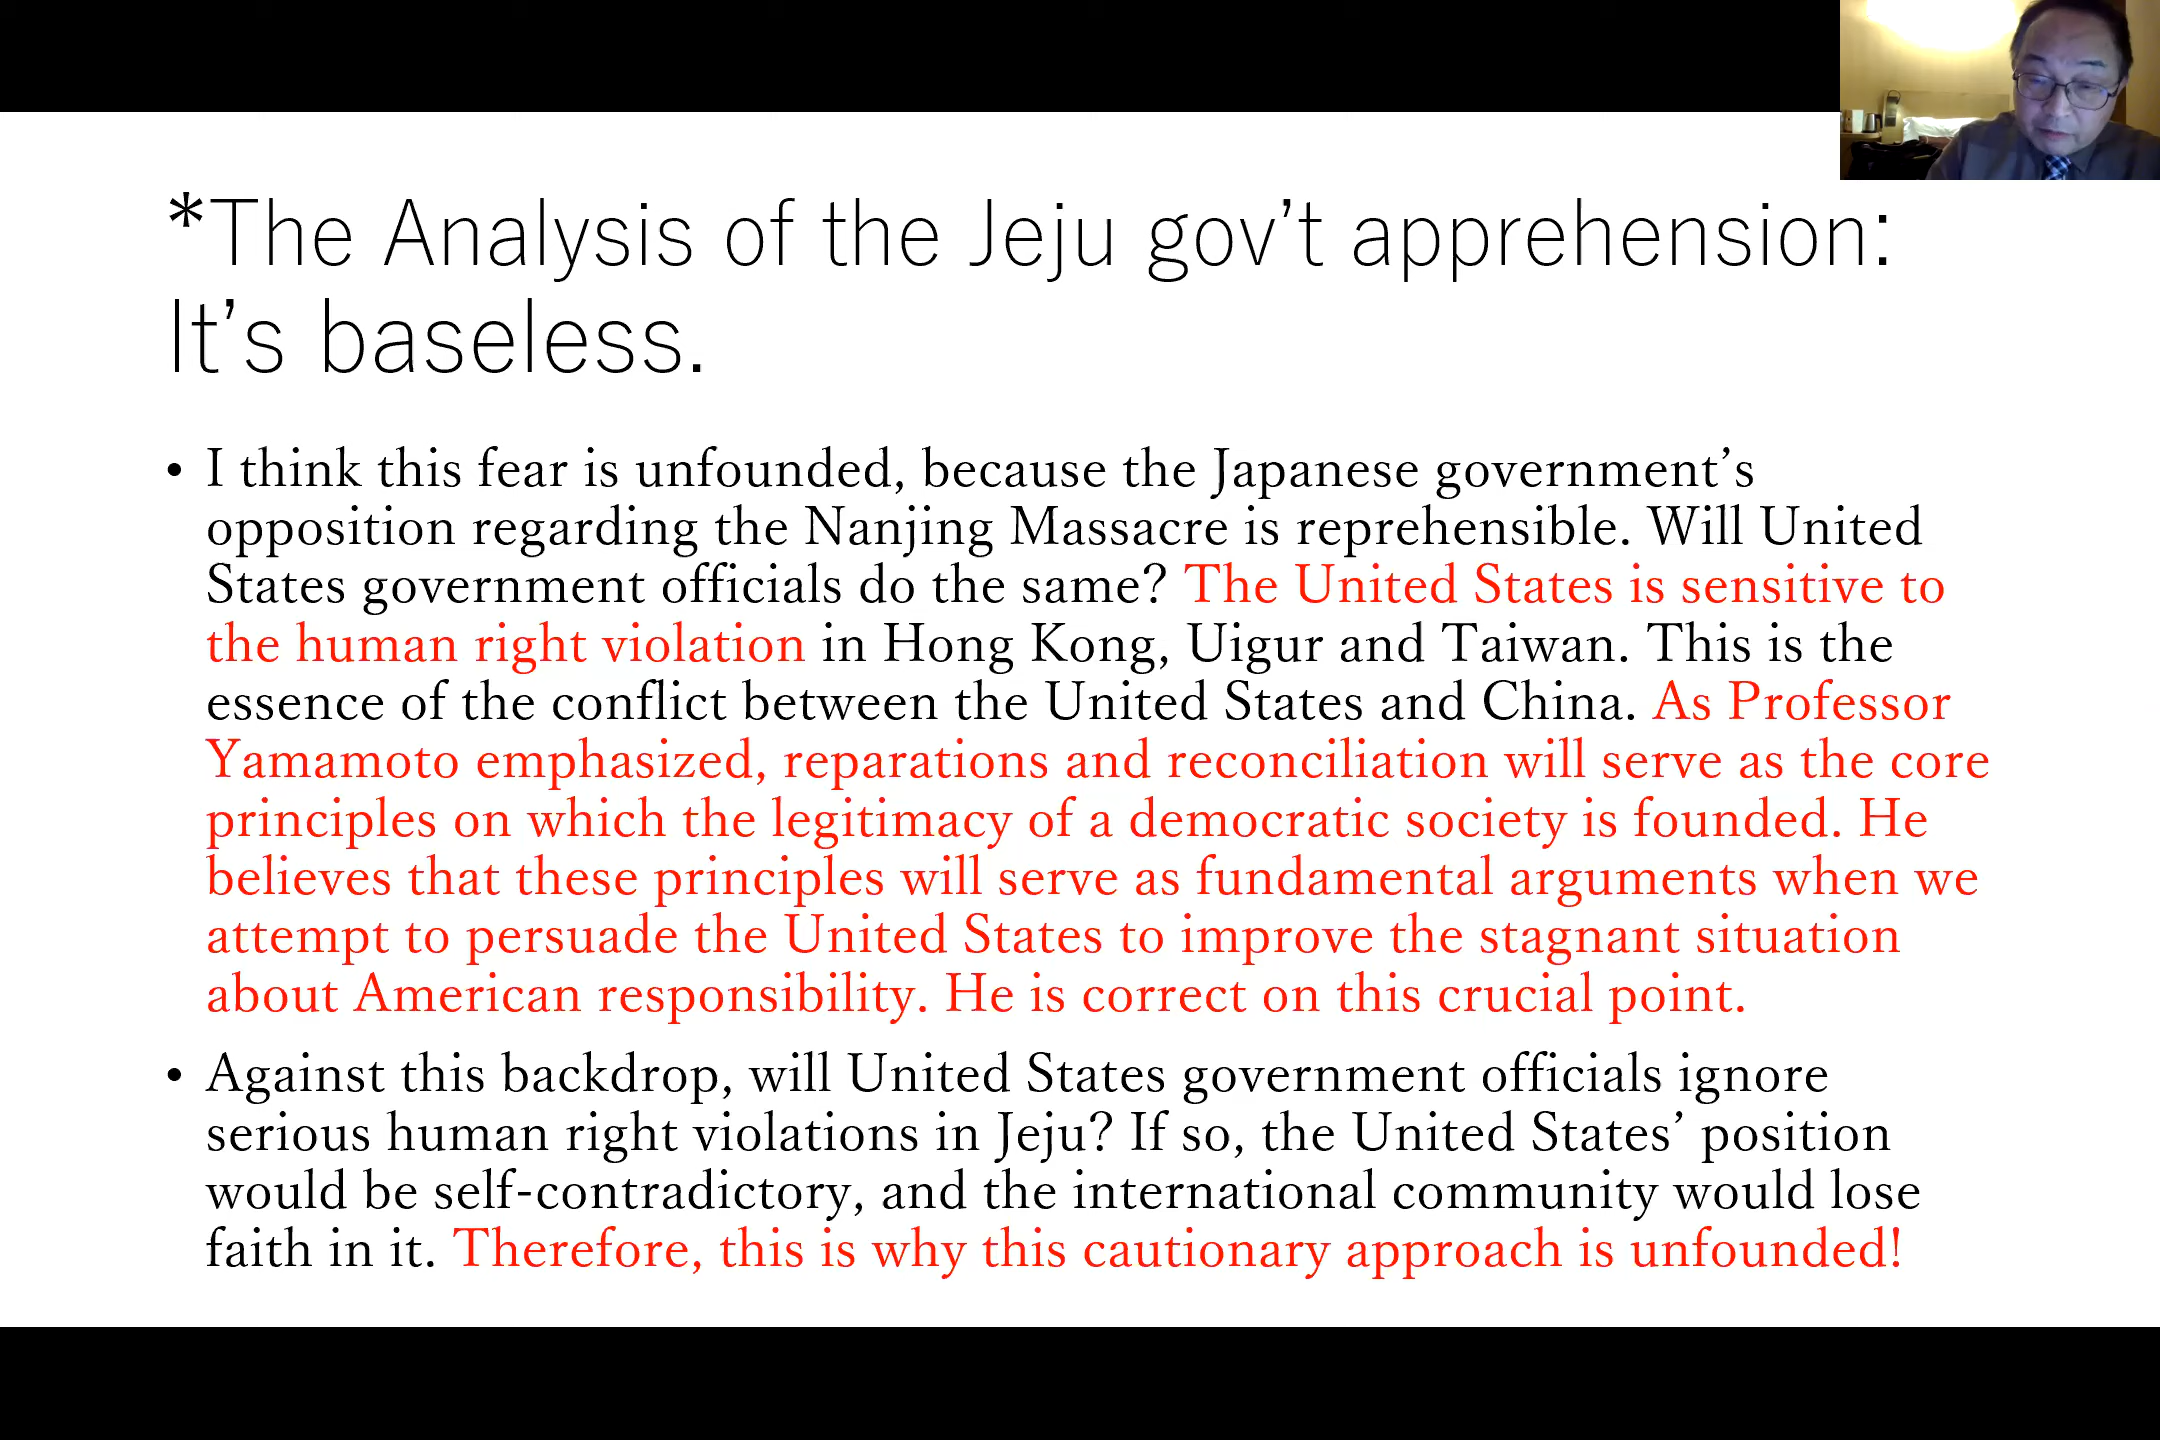 *The Analysis of the Jeju gov’t apprehension:
It’s baseless.
• I think this fear is unfounded, because the Japanese government’s
opposition regarding the Nanjing Massacre is reprehensible. Will United
States government officials do the same? The United States is sensitive to
the human right violation in Hong Kong, Uigur and Taiwan. This is the
essence of the conflict between the United States and China. As Professor
Yamamoto emphasized, reparations and reconciliation will serve as the core
principles on which the legitimacy of a democratic society is founded. He
believes that these principles will serve as fundamental arguments when we
attempt to persuade the United States to improve the stagnant situation
about American responsibility. He is correct on this crucial point.
• Against this backdrop, will United States government officials ignore
serious human right violations in Jeju? If so, the United States’ position
would be self-contradictory, and the international community would lose
faith in it. Therefore, this is why this cautionary approach is unfounded!